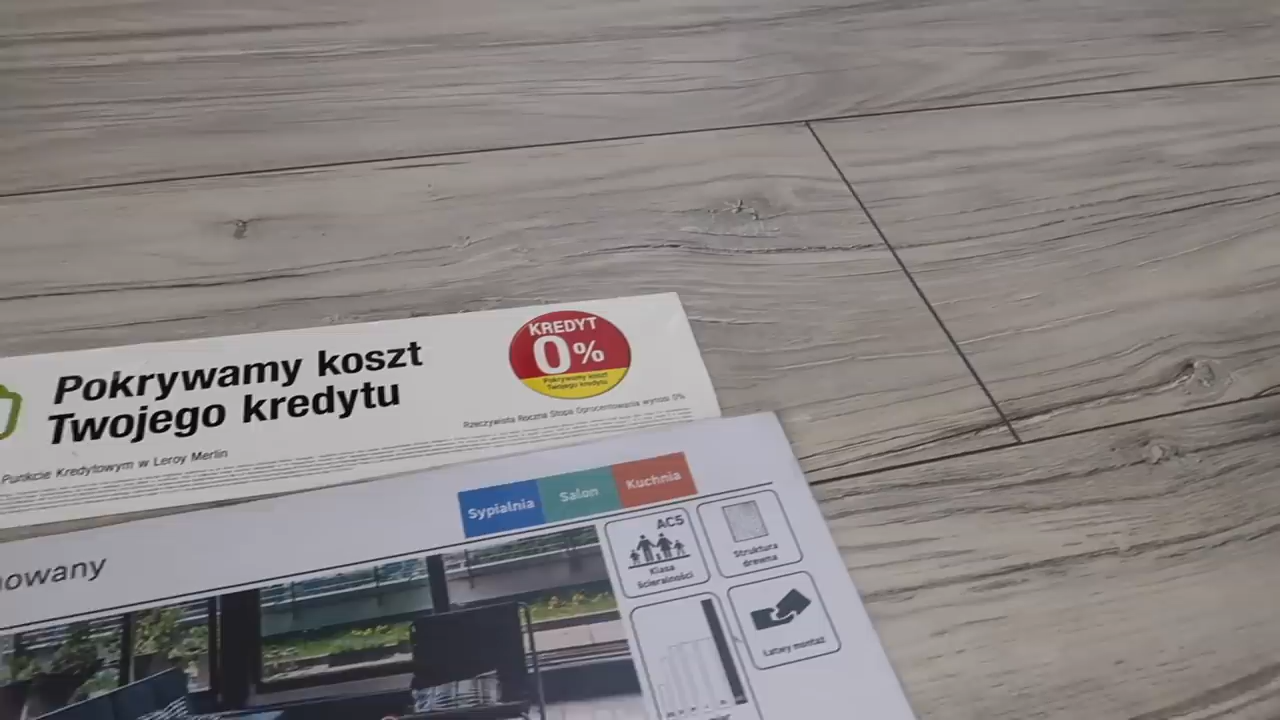 Pokrywamy koszt
Twojego kredytu
KREDYT
0%
Pokrywamy koszt
Twojego kredytu
Rzeczywista Roczna Stopa Oprocentowania wynosi 0%
Punkcie Kredytowym w Leroy Merlin
Sypialnia
Salon
Kuchnia
owany
AC5
Klasa
ścieralności
Struktura
drewna
Łatwy montaż